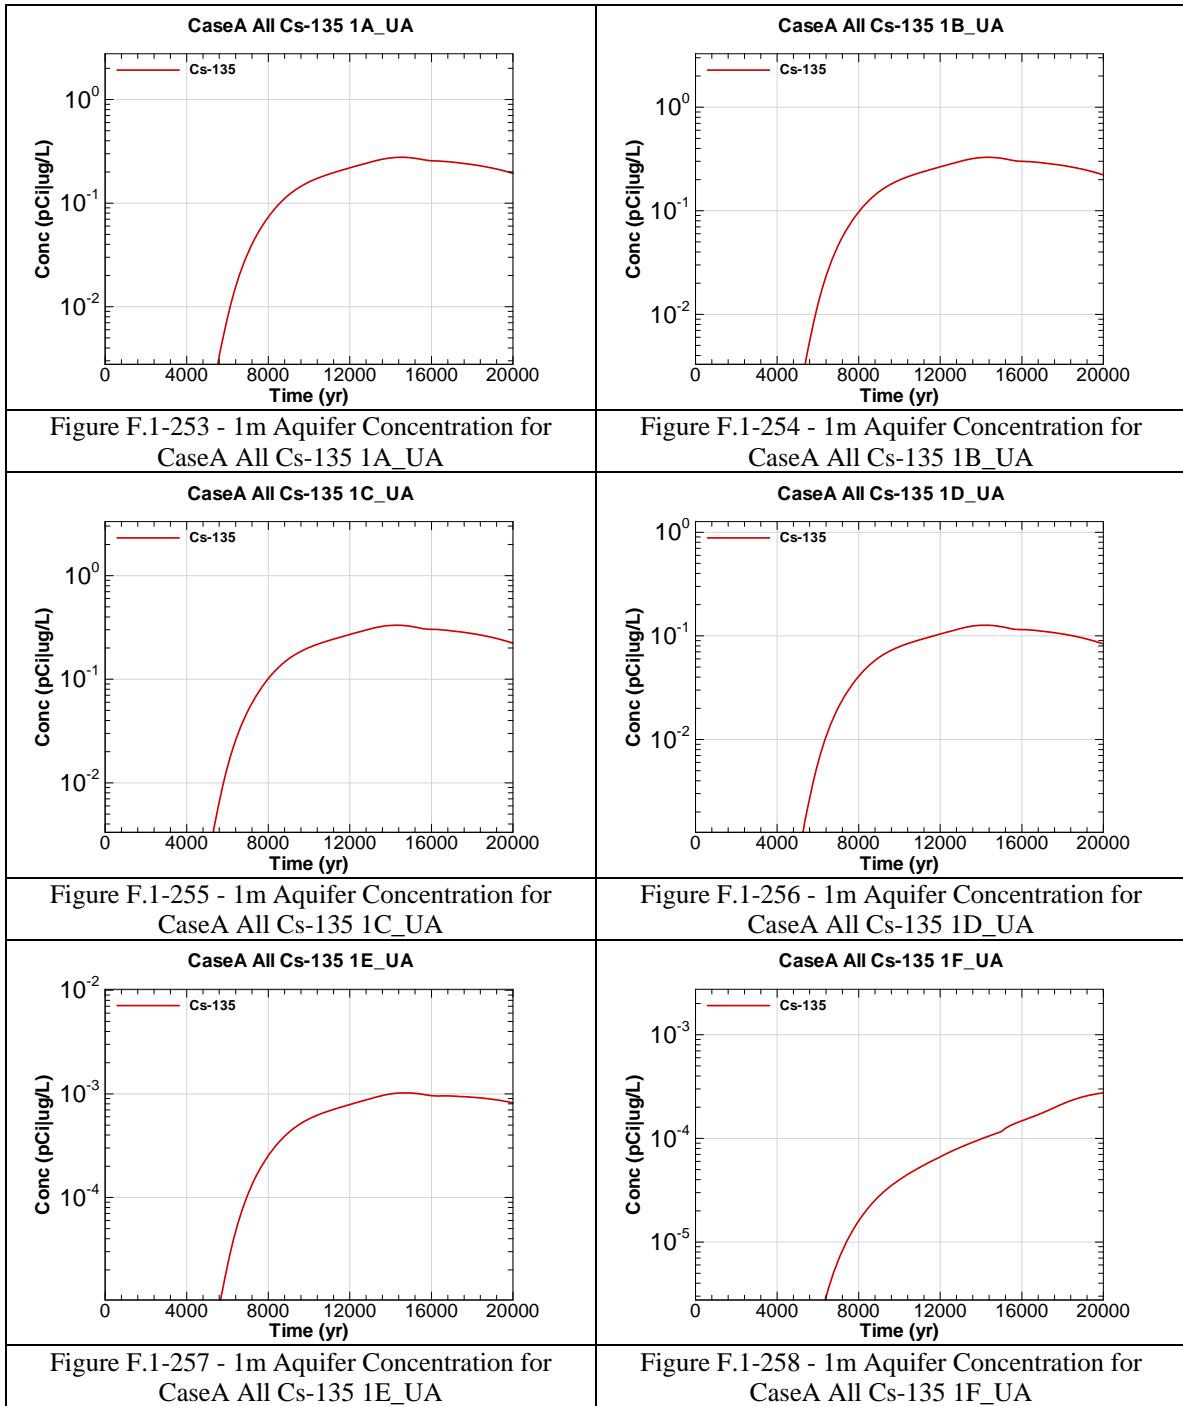 CaseA All Cs-135 1A_UA
Cs-135
Conc (pCi|ug/L)
10^0
10^-1
10^-2
0 4000 8000 12000 16000 20000
Time (yr)
Figure F.1-253 - 1m Aquifer Concentration for
CaseA All Cs-135 1A_UA
CaseA All Cs-135 1B_UA
Cs-135
Conc (pCi|ug/L)
10^0
10^-1
10^-2
0 4000 8000 12000 16000 20000
Time (yr)
Figure F.1-254 - 1m Aquifer Concentration for
CaseA All Cs-135 1B_UA
CaseA All Cs-135 1C_UA
Cs-135
Conc (pCi|ug/L)
10^0
10^-1
10^-2
0 4000 8000 12000 16000 20000
Time (yr)
Figure F.1-255 - 1m Aquifer Concentration for
CaseA All Cs-135 1C_UA
CaseA All Cs-135 1D_UA
Cs-135
Conc (pCi|ug/L)
10^0
10^-1
10^-2
0 4000 8000 12000 16000 20000
Time (yr)
Figure F.1-256 - 1m Aquifer Concentration for
CaseA All Cs-135 1D_UA
CaseA All Cs-135 1E_UA
Cs-135
Conc (pCi|ug/L)
10^-2
10^-3
10^-4
0 4000 8000 12000 16000 20000
Time (yr)
Figure F.1-257 - 1m Aquifer Concentration for
CaseA All Cs-135 1E_UA
CaseA All Cs-135 1F_UA
Cs-135
Conc (pCi|ug/L)
10^-3
10^-4
10^-5
0 4000 8000 12000 16000 20000
Time (yr)
Figure F.1-258 - 1m Aquifer Concentration for
CaseA All Cs-135 1F_UA